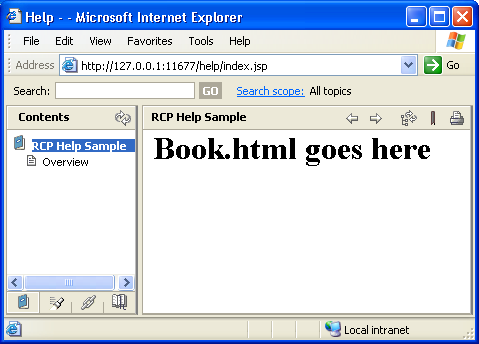 Help - - Microsoft Internet Explorer
File Edit View Favorites Tools Help
Address http://127.0.0.1:11677/help/index.jsp Go
Search: GO Search scope: All topics
Contents
RCP Help Sample
Overview
RCP Help Sample
Book.html goes here
Local intranet